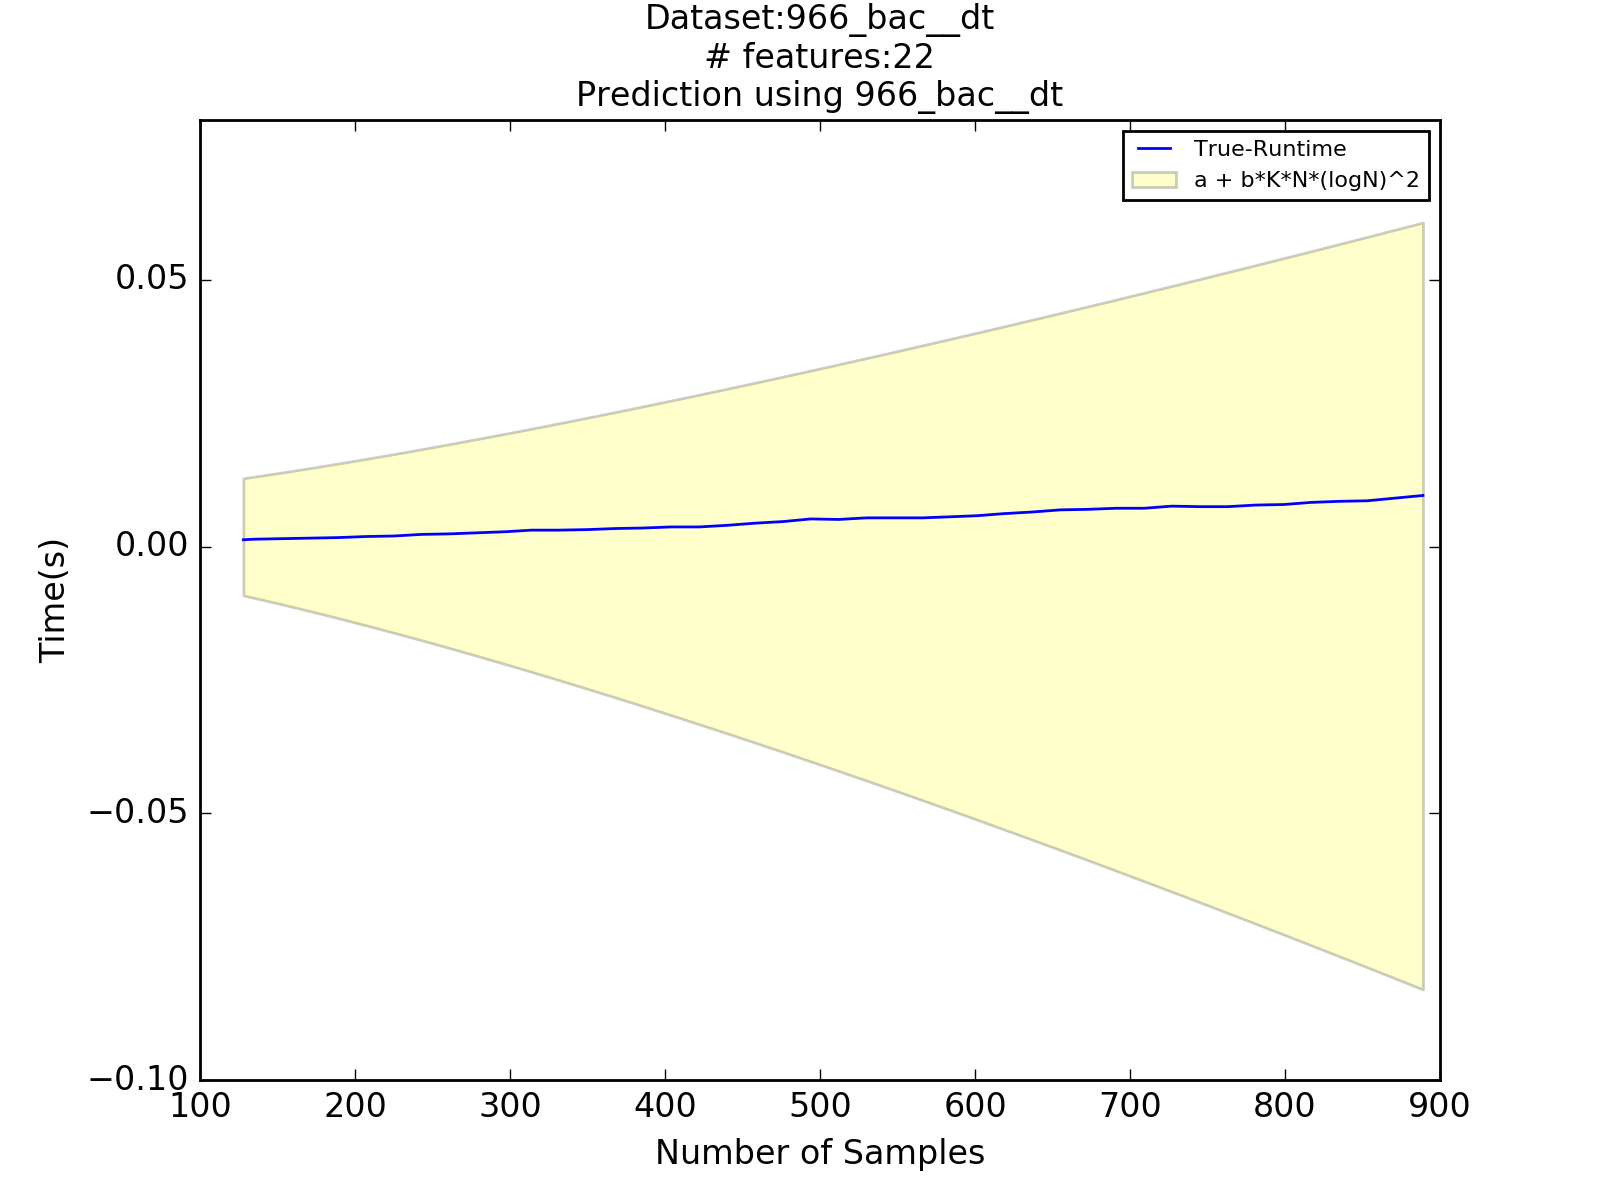 Dataset:966_bac__dt
# features:22
Prediction using 966_bac__dt
True-Runtime
a + b*K*N*(logN)^2
0.05
0.00
−0.05
−0.10
Time(s)
100 200 300 400 500 600 700 800 900
Number of Samples